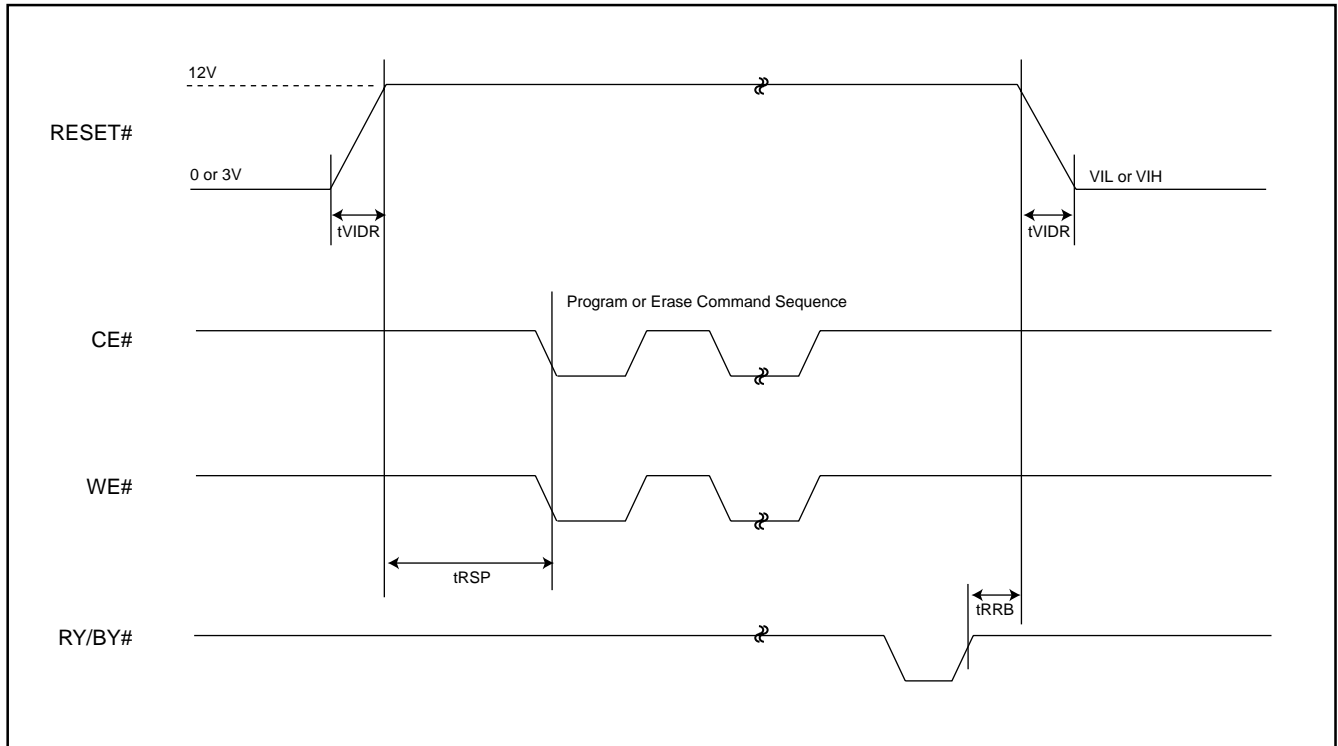 12V
RESET#
0 or 3V
VIL or VIH
tVIDR
tVIDR
Program or Erase Command Sequence
CE#
WE#
tRSP
tRRB
RY/BY#